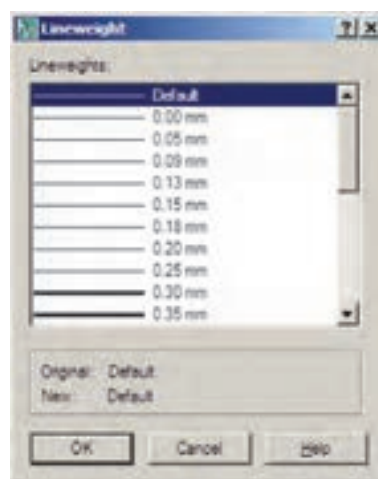 Lineweight
Lineweights:
Default
0.00 mm
0.05 mm
0.09 mm
0.13 mm
0.15 mm
0.18 mm
0.20 mm
0.25 mm
0.30 mm
0.35 mm
Original: Default
New: Default
OK Cancel Help